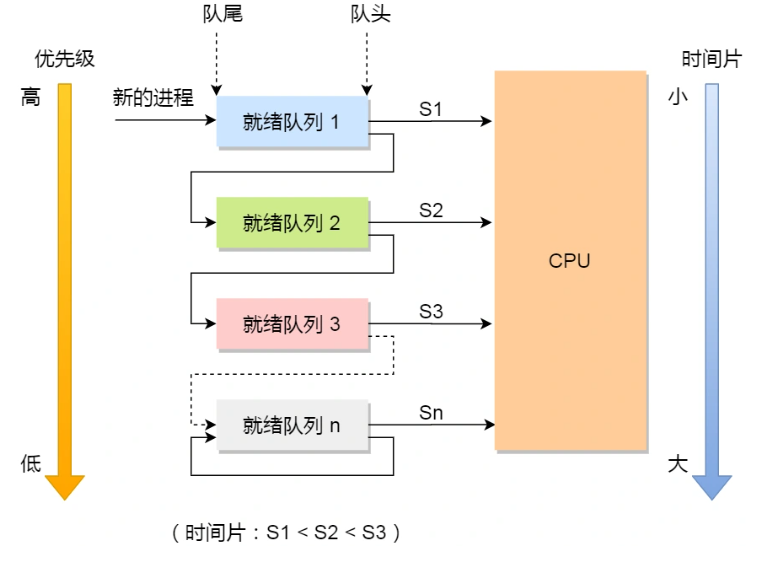 队尾
队头
优先级
时间片
高
新的进程
小
就绪队列 1
S1
就绪队列 2
S2
CPU
就绪队列 3
S3
就绪队列 n
Sn
低
大
（时间片：S1 < S2 < S3）